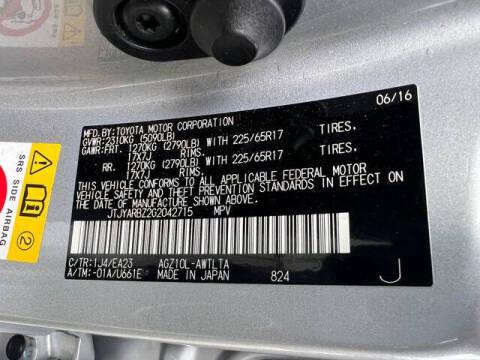 06/16
MFD.BY:TOYOTA MOTOR CORPORATION
GVWR:2310KG (5090LB)
GAWR:FRT. 1270KG (2790LB) WITH 225/65R17 TIRES,
17X7J RIMS.
RR. 1270KG (2790LB) WITH 225/65R17 TIRES,
17X7J RIMS.
THIS VEHICLE CONFORMS TO ALL APPLICABLE FEDERAL MOTOR
VEHICLE SAFETY AND THEFT PREVENTION STANDARDS IN EFFECT
ON THE DATE OF MANUFACTURE SHOWN ABOVE.
JTJYARBZ2G2042715 MPV
C/TR:1J4/EA23 AGZ10L-AWTLTA
A/TM:-01A/U661E MADE IN JAPAN 824 J
SRS SIDE AIRBAG